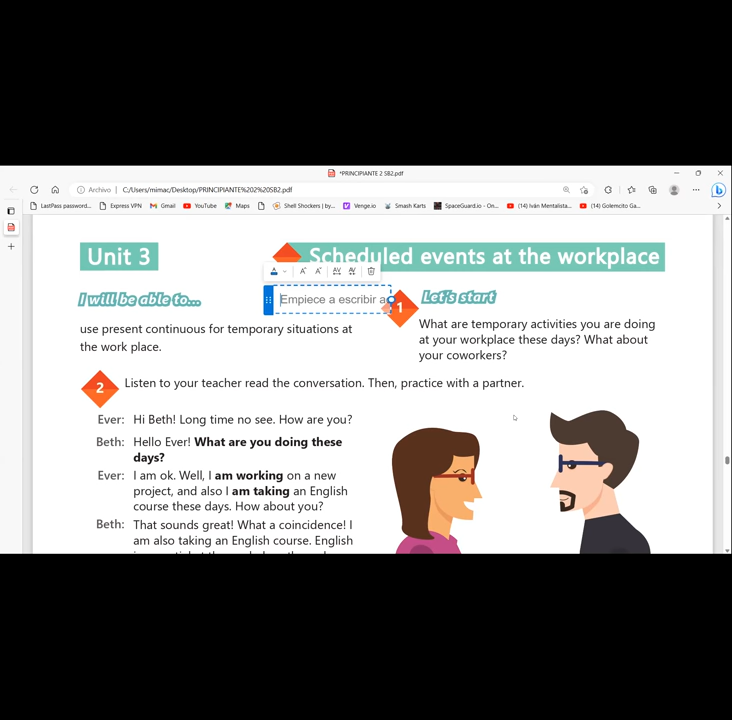 *PRINCIPIANTE 2 SB2.pdf
Archivo | C:/Users/mimac/Desktop/PRINCIPIANTE%202%20SB2.pdf
LastPass password... Express VPN Gmail YouTube Maps Shell Shockers | by... Venge.io Smash Karts SpaceGuard.io - On... (14) Iván Mentalista... (14) Golemcito Ga...
Unit 3
Scheduled events at the workplace
I will be able to...
Empiece a escribir a
use present continuous for temporary situations at
the work place.
1
Let's start
What are temporary activities you are doing
at your workplace these days? What about
your coworkers?
2 Listen to your teacher read the conversation. Then, practice with a partner.
Ever: Hi Beth! Long time no see. How are you?
Beth: Hello Ever! What are you doing these
days?
Ever: I am ok. Well, I am working on a new
project, and also I am taking an English
course these days. How about you?
Beth: That sounds great! What a coincidence! I
am also taking an English course. English